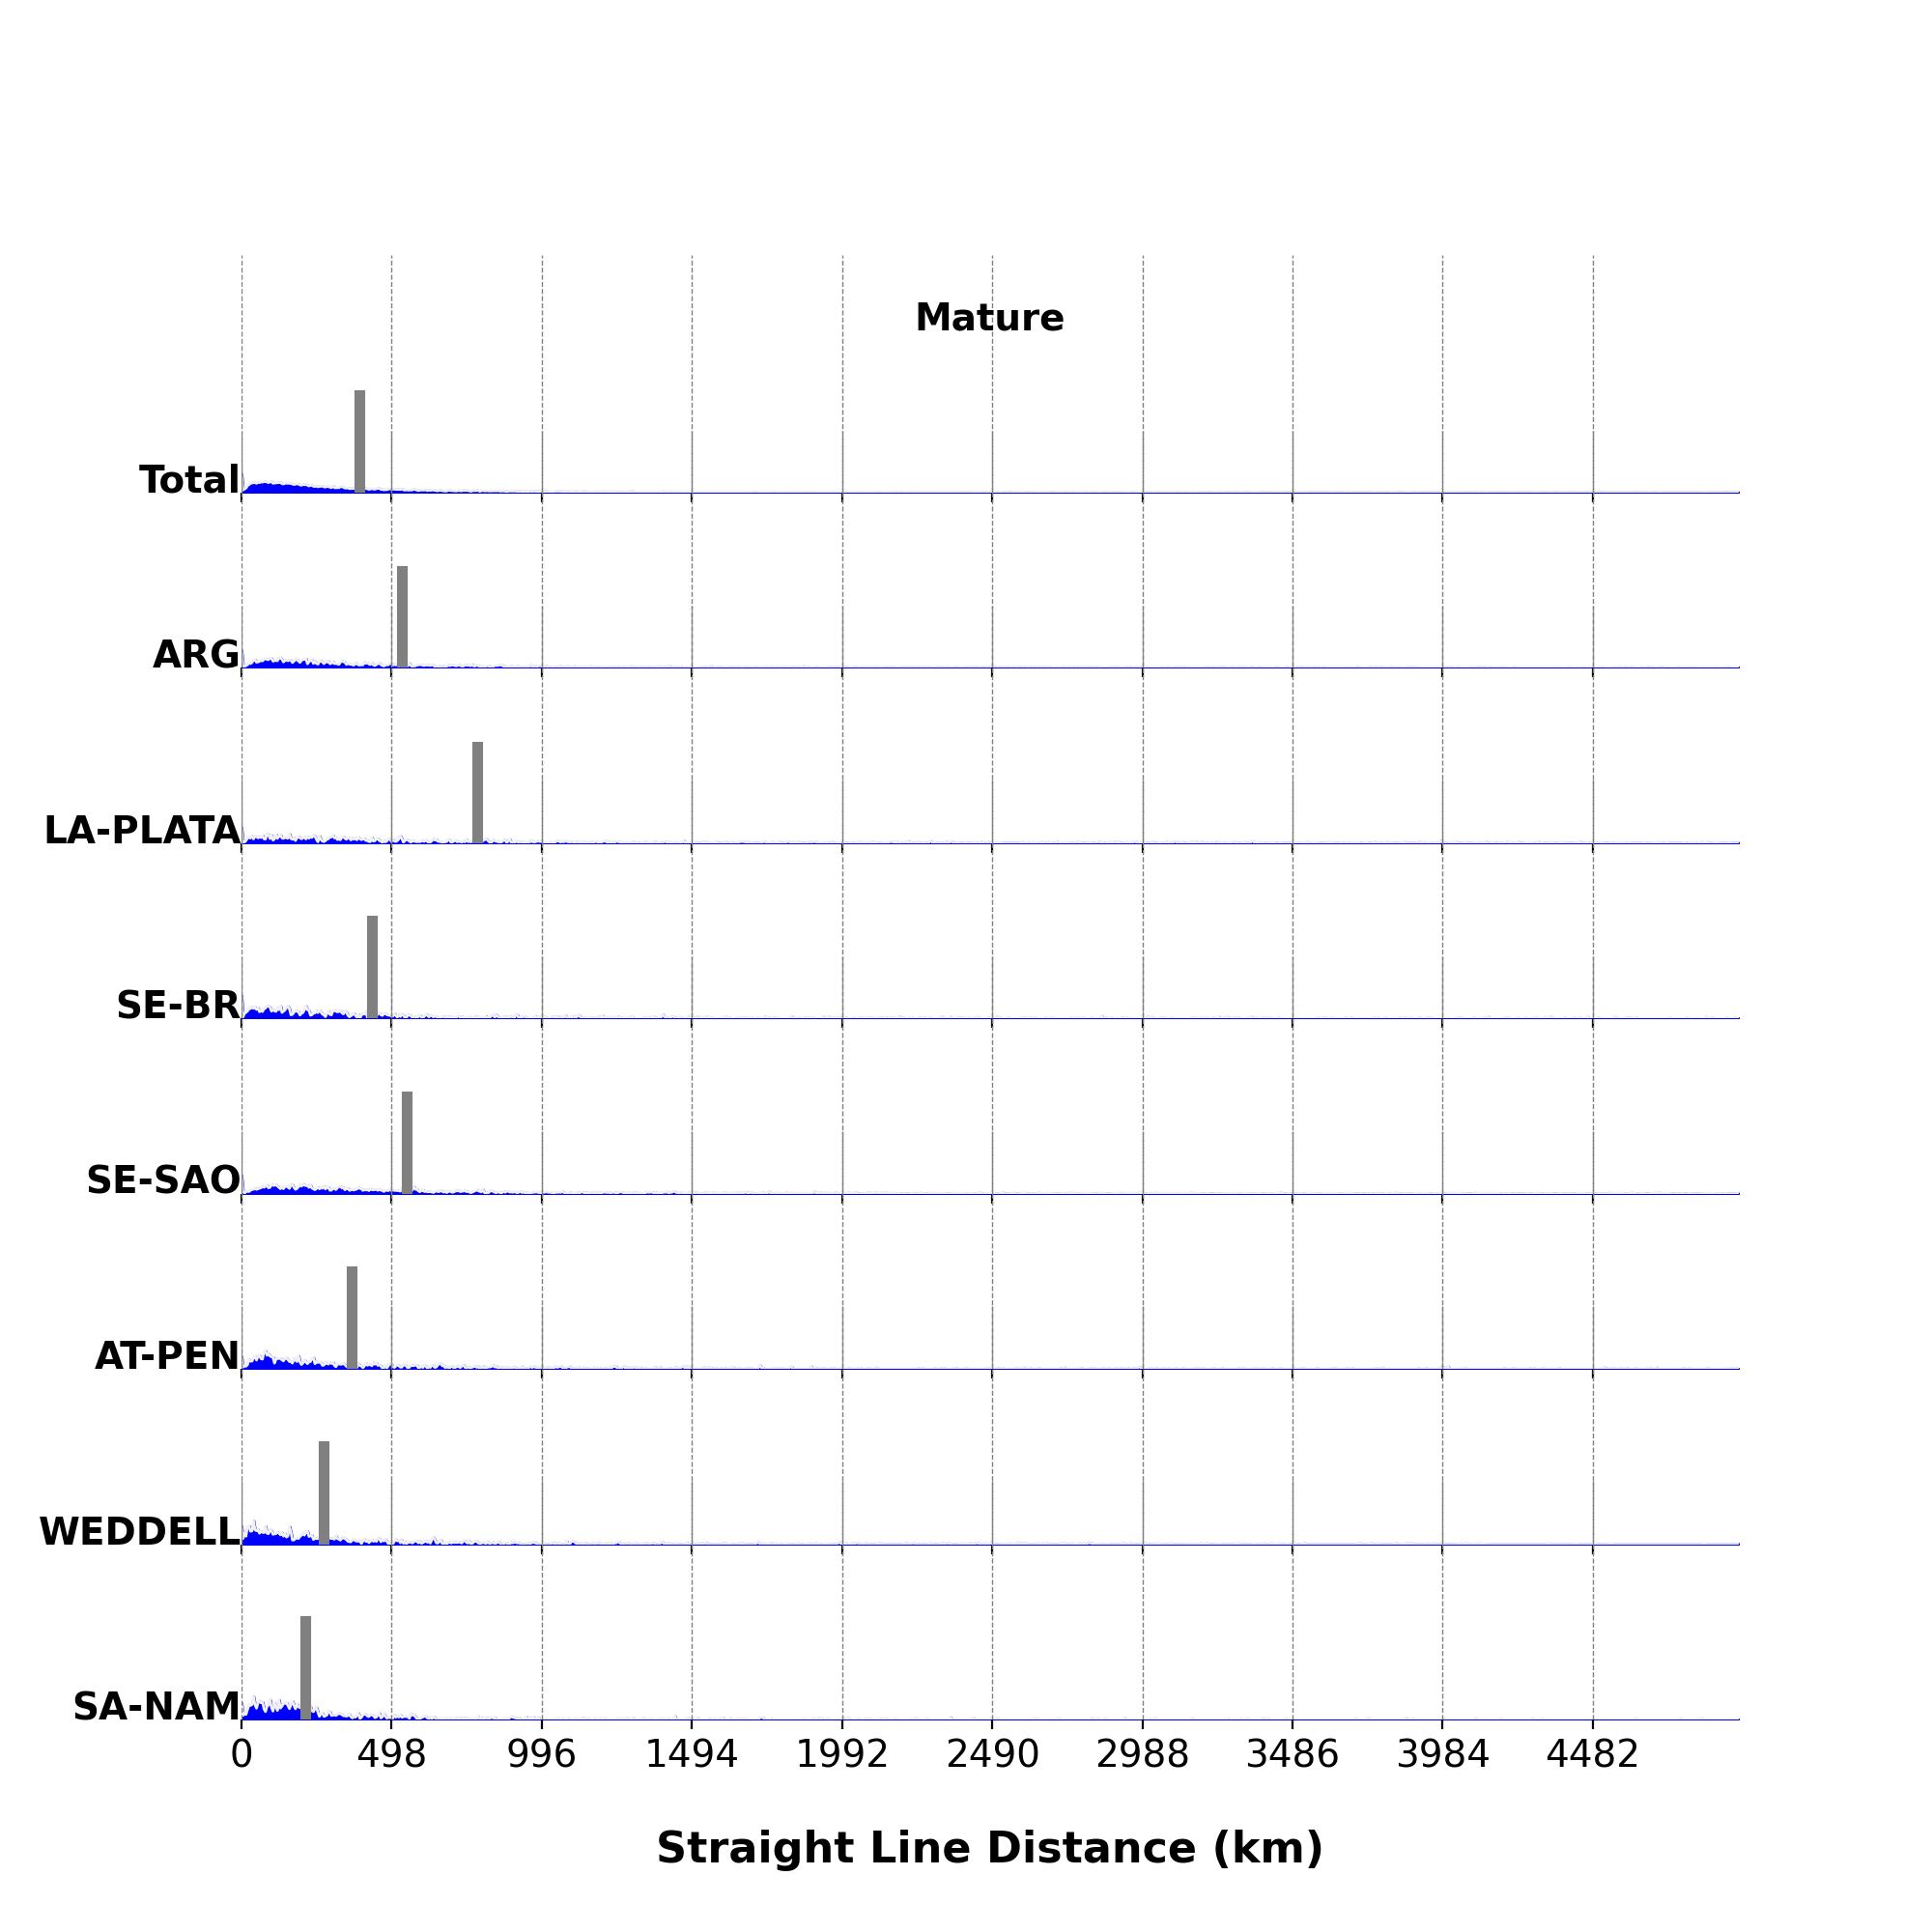 Mature
Total
ARG
LA-PLATA
SE-BR
SE-SAO
AT-PEN
WEDDELL
SA-NAM
0 498 996 1494 1992 2490 2988 3486 3984 4482
Straight Line Distance (km)